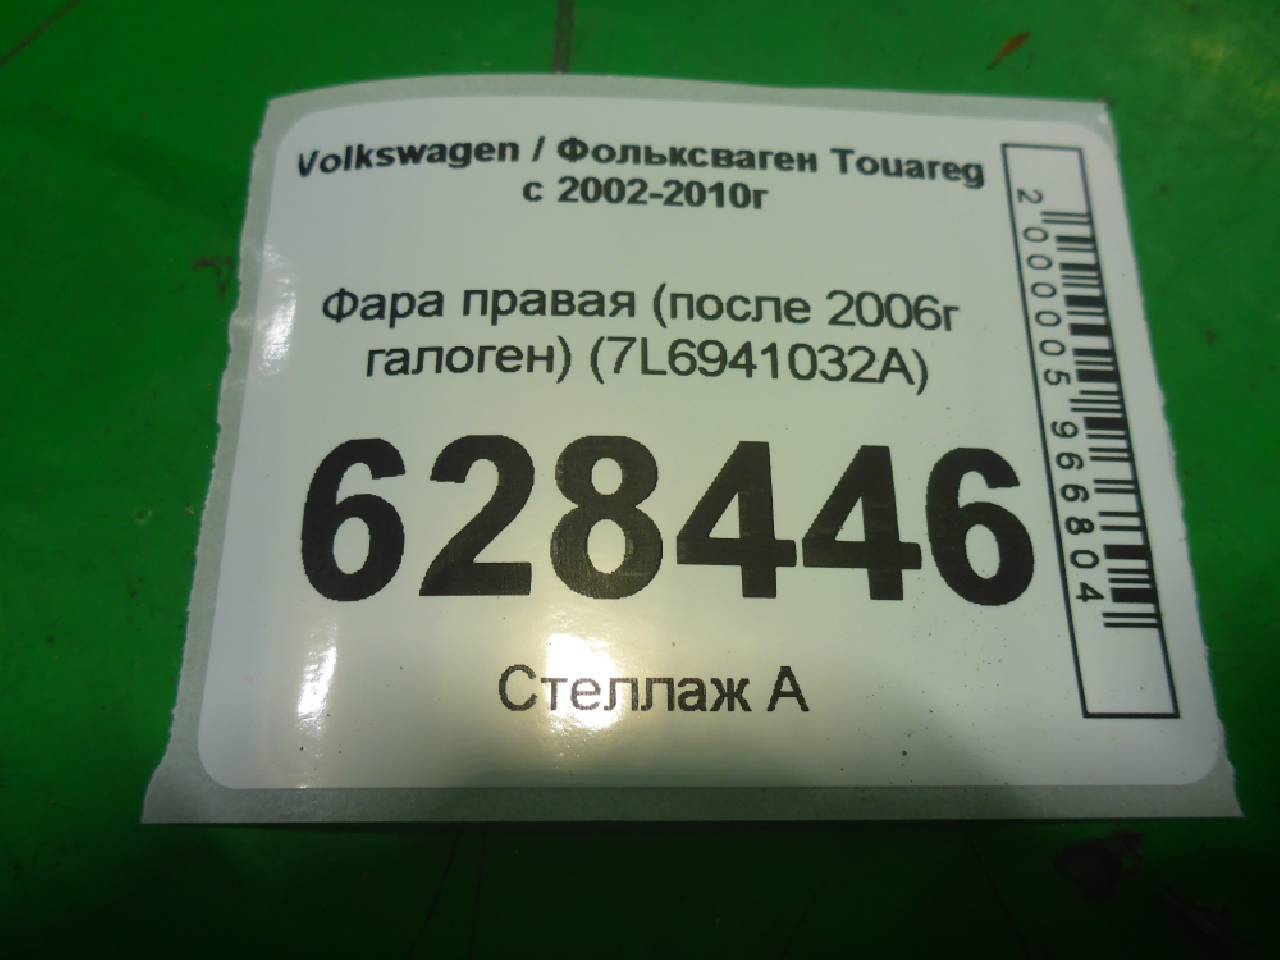 Volkswagen / Фольксваген Touareg
с 2002-2010г
Фара правая (после 2006г
галоген) (7L6941032A)
628446
Стеллаж А
2000005966804